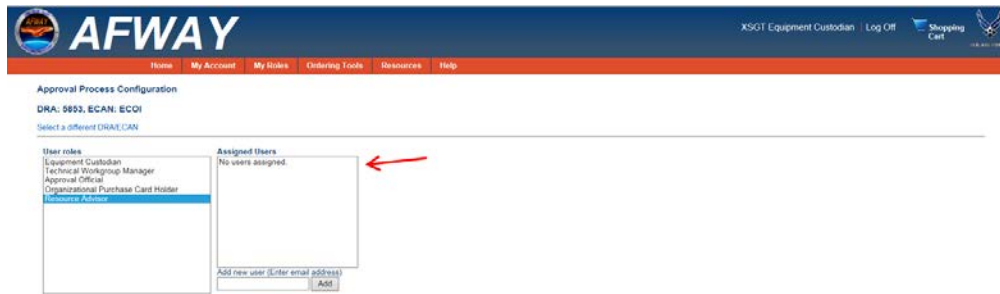 AFWAY
AFWAY
XSGT Equipment Custodian | Log Off
Shopping
Cart
Home My Account My Roles Ordering Tools Resources Help
Approval Process Configuration
DRA: 5853, ECAN: ECOI
Select a different DRA/ECAN
User roles
Equipment Custodian
Technical Workgroup Manager
Approval Official
Organizational Purchase Card Holder
Resource Advisor
Assigned Users
No users assigned.
Add new user (Enter email address)
Add